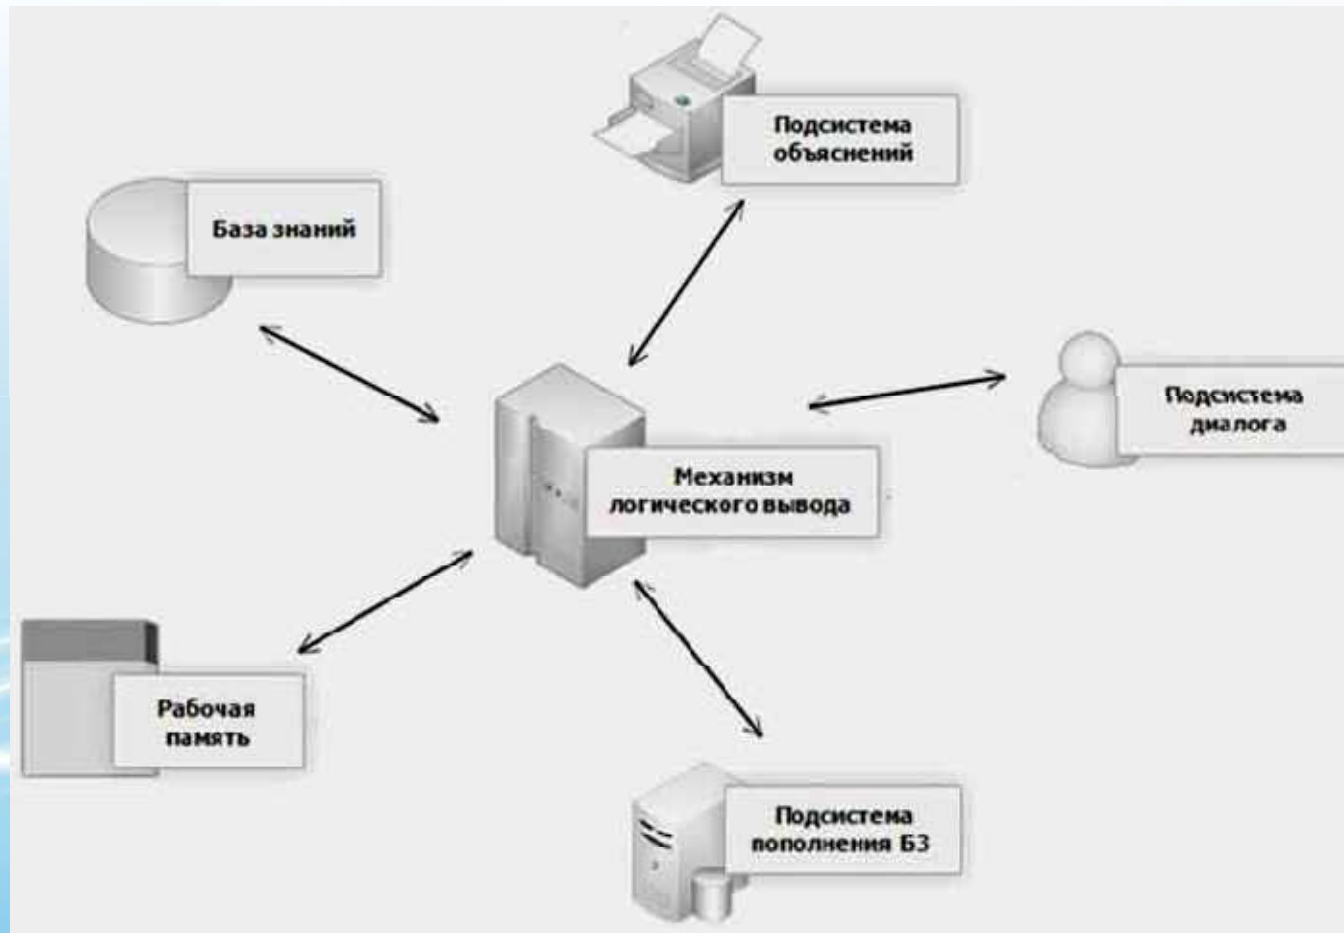 Подсистема
объяснений
База знаний
Подсистема
диалога
Механизм
логического вывода
Рабочая
память
Подсистема
пополнения БЗ